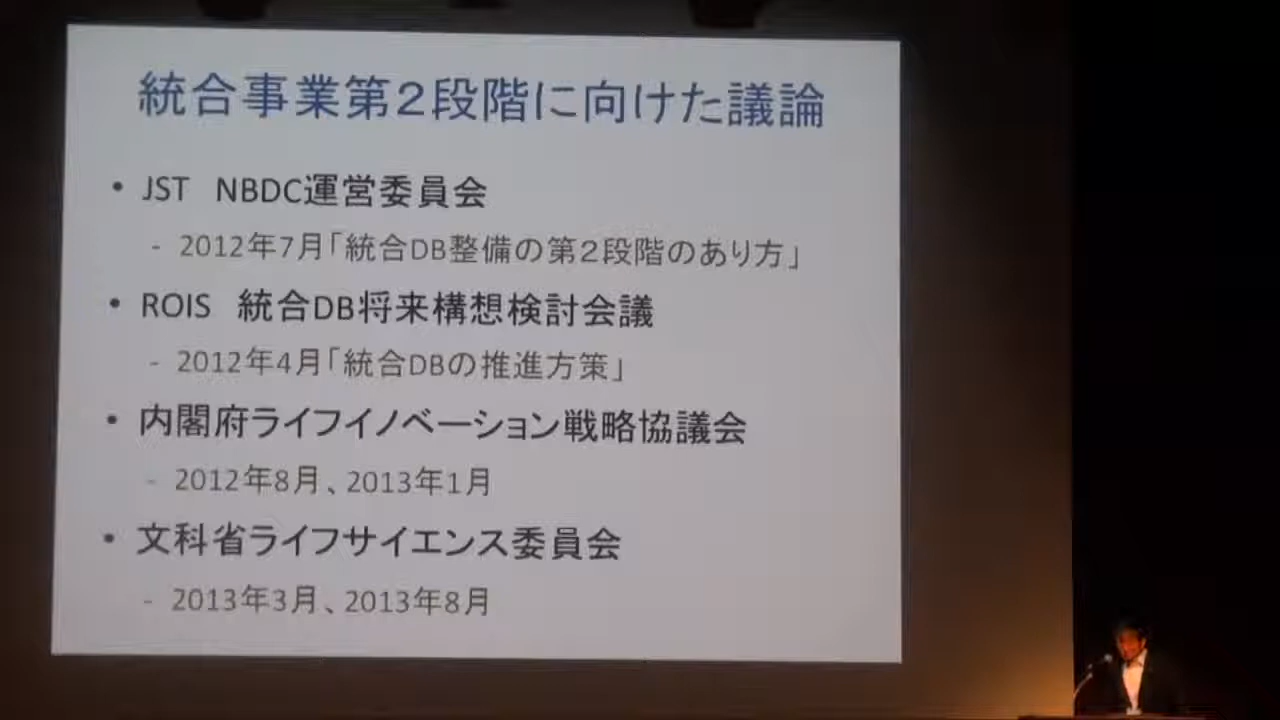 統合事業第２段階に向けた議論
• JST　NBDC運営委員会
- 2012年7月「統合DB整備の第２段階のあり方」
• ROIS　統合DB将来構想検討会議
- 2012年4月「統合DBの推進方策」
• 内閣府ライフイノベーション戦略協議会
- 2012年8月、2013年1月
• 文科省ライフサイエンス委員会
- 2013年3月、2013年8月